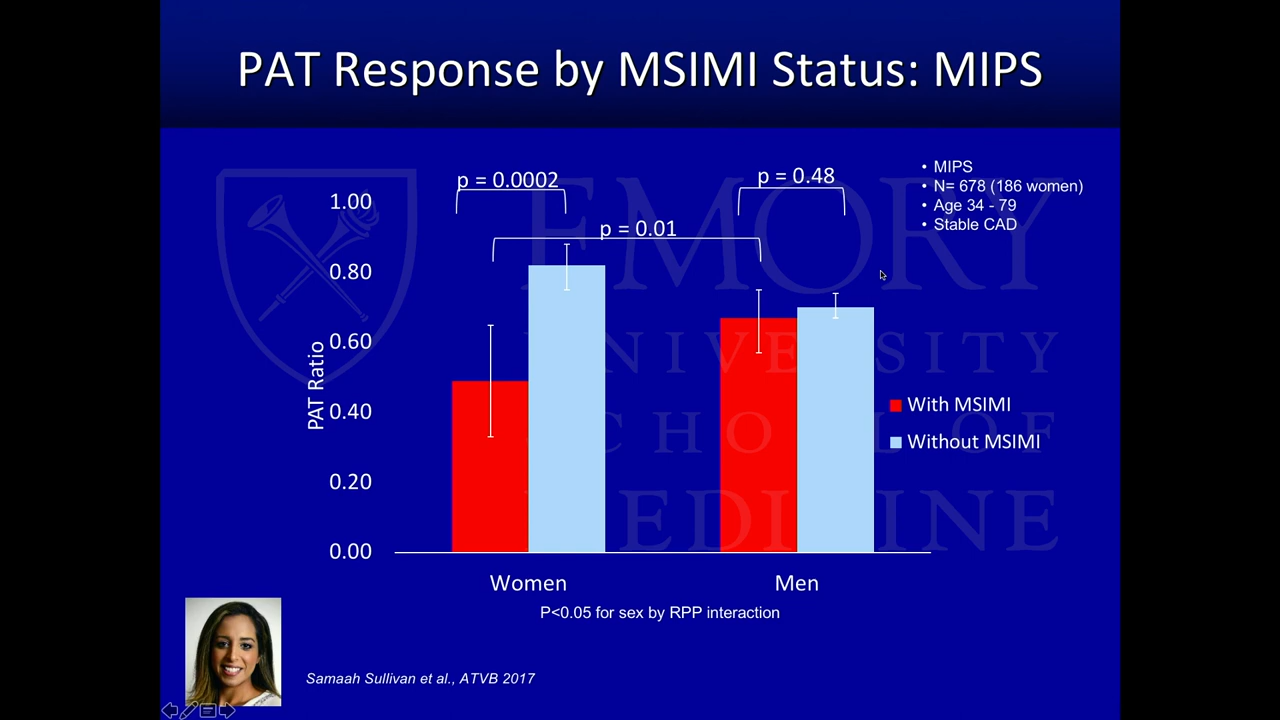 PAT Response by MSIMI Status: MIPS
• MIPS
• N= 678 (186 women)
• Age 34 - 79
• Stable CAD
p = 0.0002
p = 0.48
p = 0.01
1.00
0.80
0.60
0.40
0.20
0.00
PAT Ratio
With MSIMI
Without MSIMI
Women
Men
P<0.05 for sex by RPP interaction
Samaah Sullivan et al., ATVB 2017
EMORY
UNIVERSITY
SCHOOL OF
MEDICINE